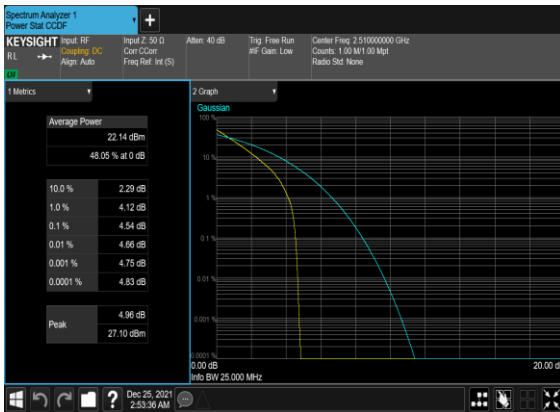 Spectrum Analyzer 1
Power Stat CCDF
KEYSIGHT
RL
Input: RF
Coupling: DC
Align: Auto
Input Z: 50 Ω
Corr CCorr
Freq Ref: Int (S)
Atten: 40 dB
Trig: Free Run
#IF Gain: Low
Center Freq: 2.510000000 GHz
Counts: 1.00 M/1.00 Mpt
Radio Std: None
1 Metrics
Average Power
22.14 dBm
48.05 % at 0 dB
10.0 % 2.29 dB
1.0 % 4.12 dB
0.1 % 4.54 dB
0.01 % 4.66 dB
0.001 % 4.75 dB
0.0001 % 4.83 dB
Peak
4.96 dB
27.10 dBm
2 Graph
Gaussian
100 %
10 %
1 %
0.1 %
0.01 %
0.001 %
0.0001 %
0.00 dB
20.00 d
Info BW 25.000 MHz
Dec 25, 2021
2:53:36 AM